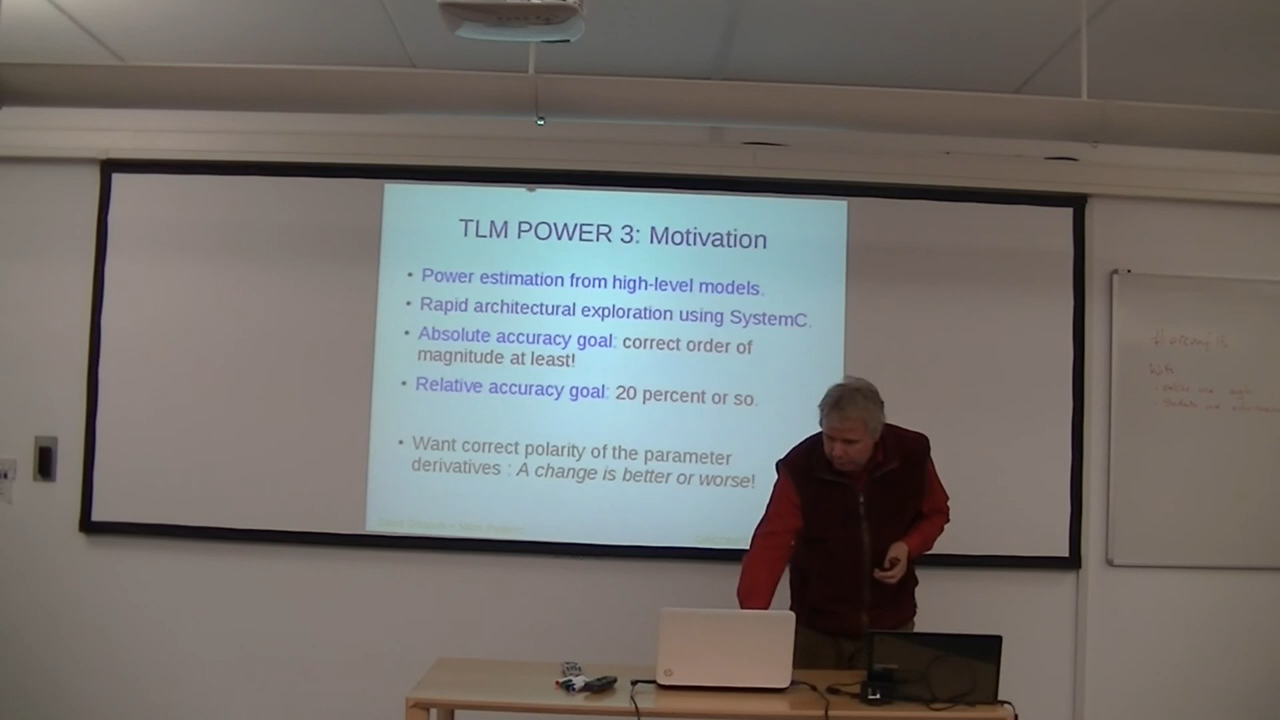 TLM POWER 3: Motivation
• Power estimation from high-level models.
• Rapid architectural exploration using SystemC.
• Absolute accuracy goal: correct order of
magnitude at least!
• Relative accuracy goal: 20 percent or so.
• Want correct polarity of the parameter
derivatives : A change is better or worse!